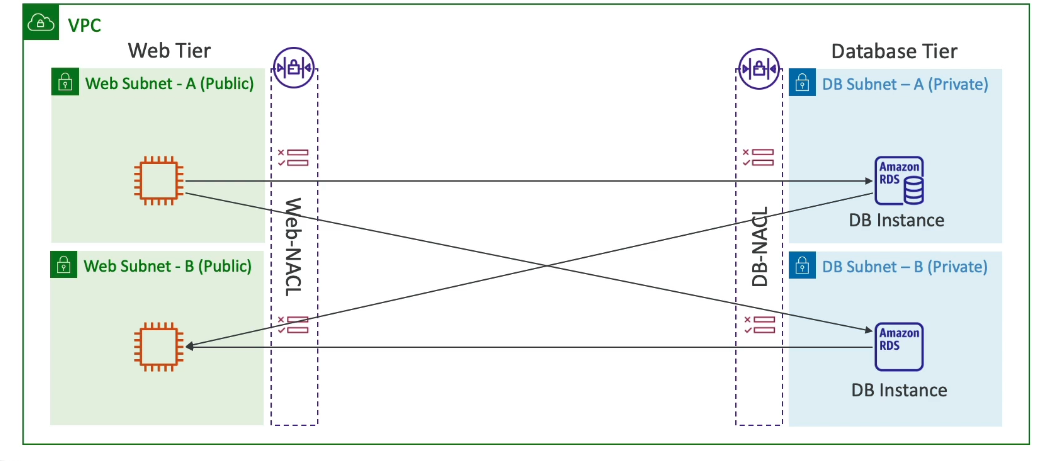 VPC
Web Tier
Database Tier
Web Subnet - A (Public)
DB Subnet – A (Private)
Amazon
RDS
DB Instance
Web-NACL
DB-NACL
Web Subnet - B (Public)
DB Subnet – B (Private)
Amazon
RDS
DB Instance